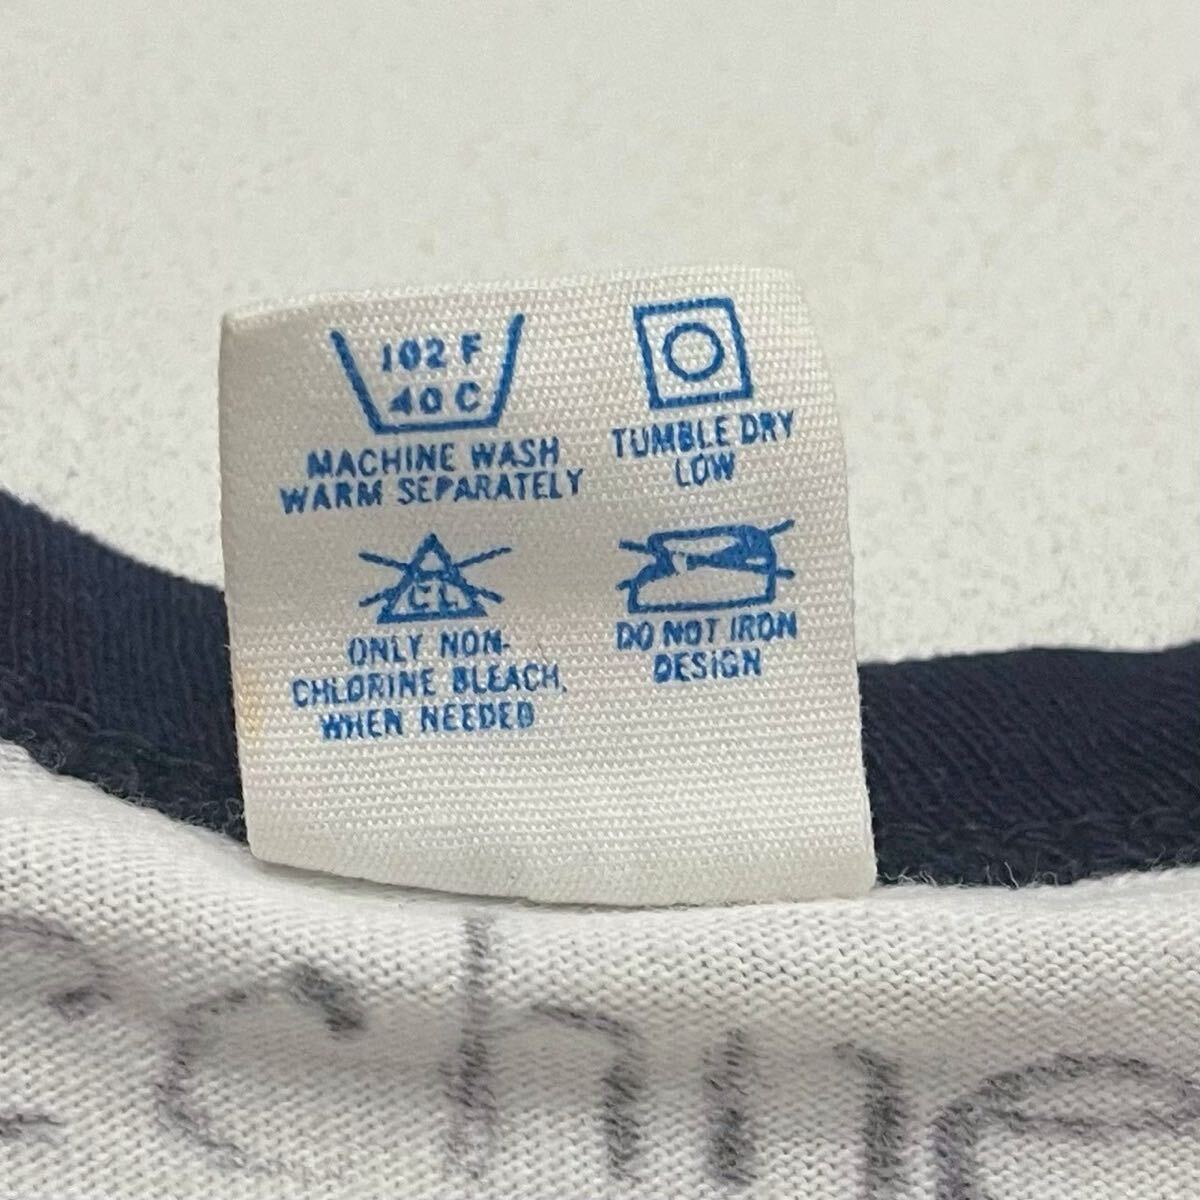 102 F
40 C
MACHINE WASH
WARM SEPARATELY
TUMBLE DRY
LOW
CL
ONLY NON-
CHLORINE BLEACH,
WHEN NEEDED
DO NOT IRON
DESIGN